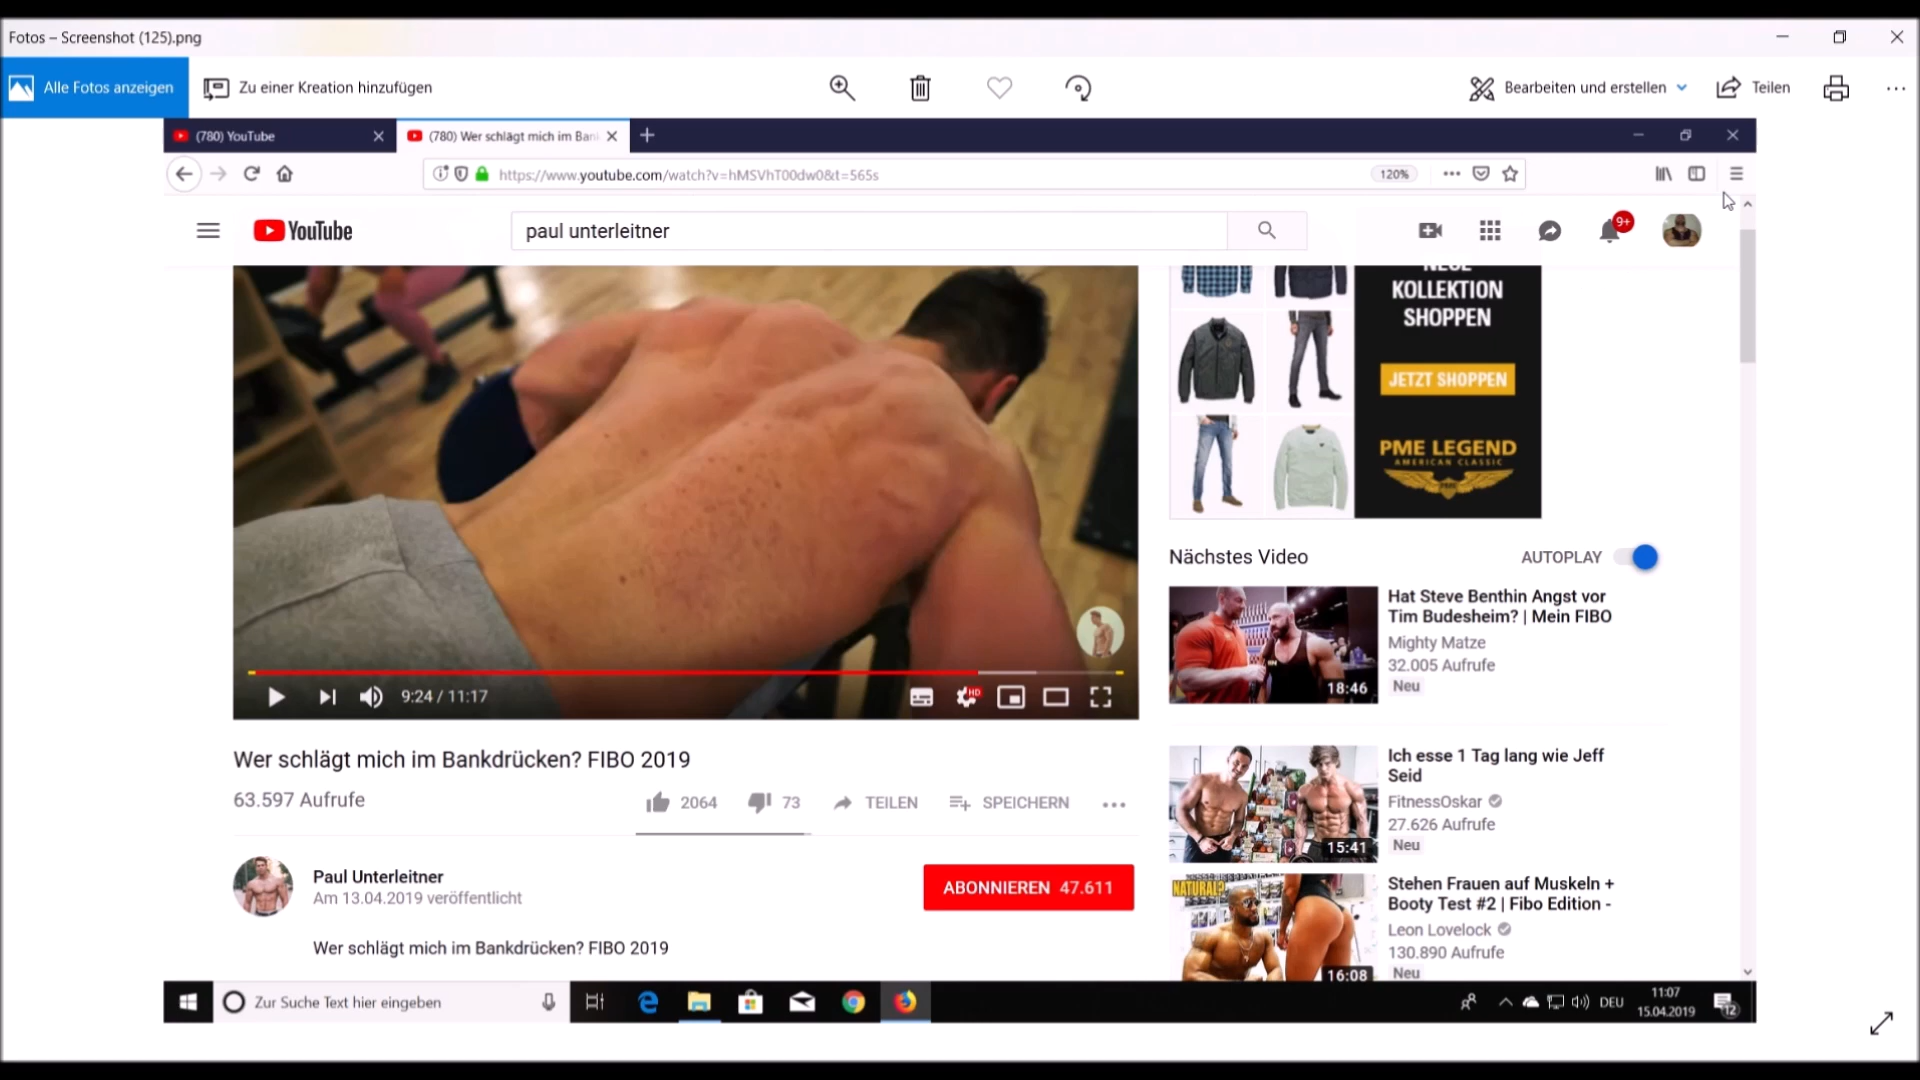 Fotos – Screenshot (125).png
Alle Fotos anzeigen
Zu einer Kreation hinzufügen
Bearbeiten und erstellen
Teilen
(780) YouTube
(780) Wer schlägt mich im Ban
https://www.youtube.com/watch?v=hMSVhT00dw0&t=565s
120%
YouTube
paul unterleitner
9+
NEUE
KOLLEKTION
SHOPPEN
JETZT SHOPPEN
PME LEGEND
AMERICAN CLASSIC
9:24 / 11:17
HD
Wer schlägt mich im Bankdrücken? FIBO 2019
63.597 Aufrufe
2064
73
TEILEN
SPEICHERN
Paul Unterleitner
Am 13.04.2019 veröffentlicht
ABONNIEREN 47.611
Wer schlägt mich im Bankdrücken? FIBO 2019
Nächstes Video
AUTOPLAY
18:46
Hat Steve Benthin Angst vor
Tim Budesheim? | Mein FIBO
Mighty Matze
32.005 Aufrufe
Neu
15:41
Ich esse 1 Tag lang wie Jeff
Seid
FitnessOskar
27.626 Aufrufe
Neu
NATURAL?
16:08
Stehen Frauen auf Muskeln +
Booty Test #2 | Fibo Edition -
Leon Lovelock
130.890 Aufrufe
Neu
Zur Suche Text hier eingeben
DEU
11:07
15.04.2019
12